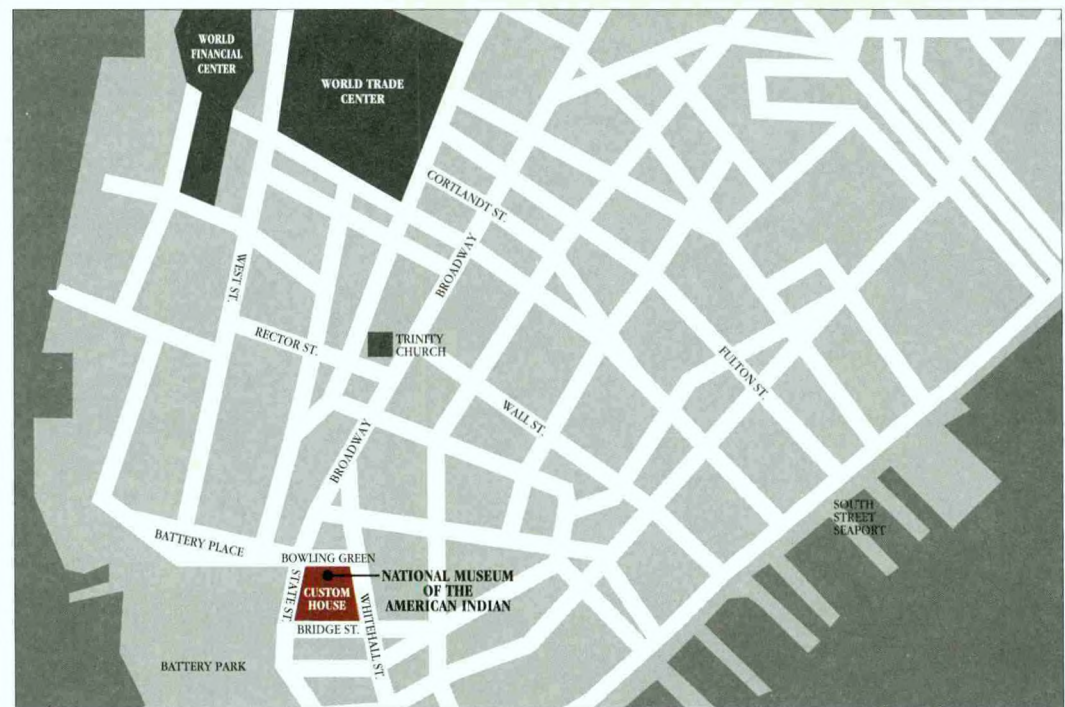 WORLD
FINANCIAL
CENTER
WORLD TRADE
CENTER
CORTLANDT ST.
BROADWAY
WEST ST.
RECTOR ST.
TRINITY
CHURCH
FULTON ST.
WALL ST.
BROADWAY
SOUTH
STREET
SEAPORT
BATTERY PLACE
BOWLING GREEN
STATE ST.
CUSTOM
HOUSE
NATIONAL MUSEUM
OF THE
AMERICAN INDIAN
WHITEHALL ST.
BRIDGE ST.
BATTERY PARK